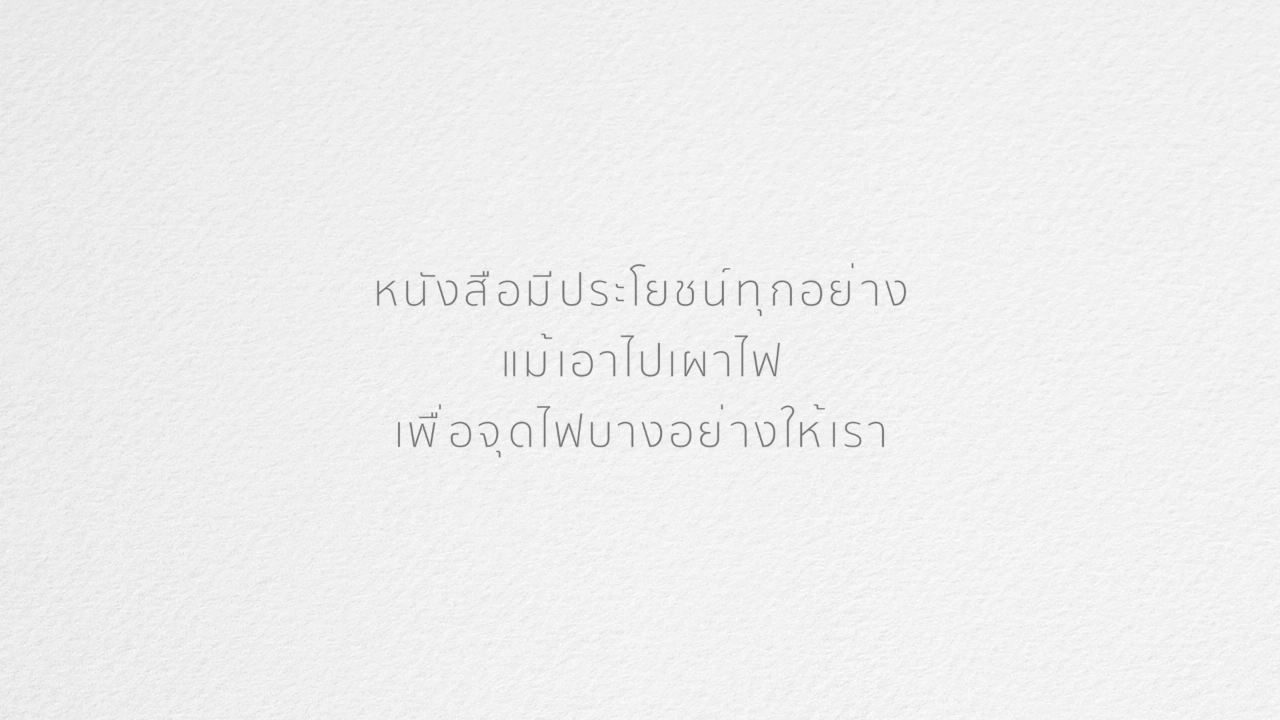 หนังสือมีประโยชน์ทุกอย่าง
แม้เอาไปเผาไฟ
เพื่อจุดไฟบางอย่างให้เรา